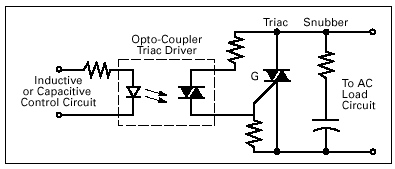 Triac Snubber
Opto-Coupler
Triac Driver
G
Inductive
or Capacitive
Control Circuit
To AC
Load
Circuit